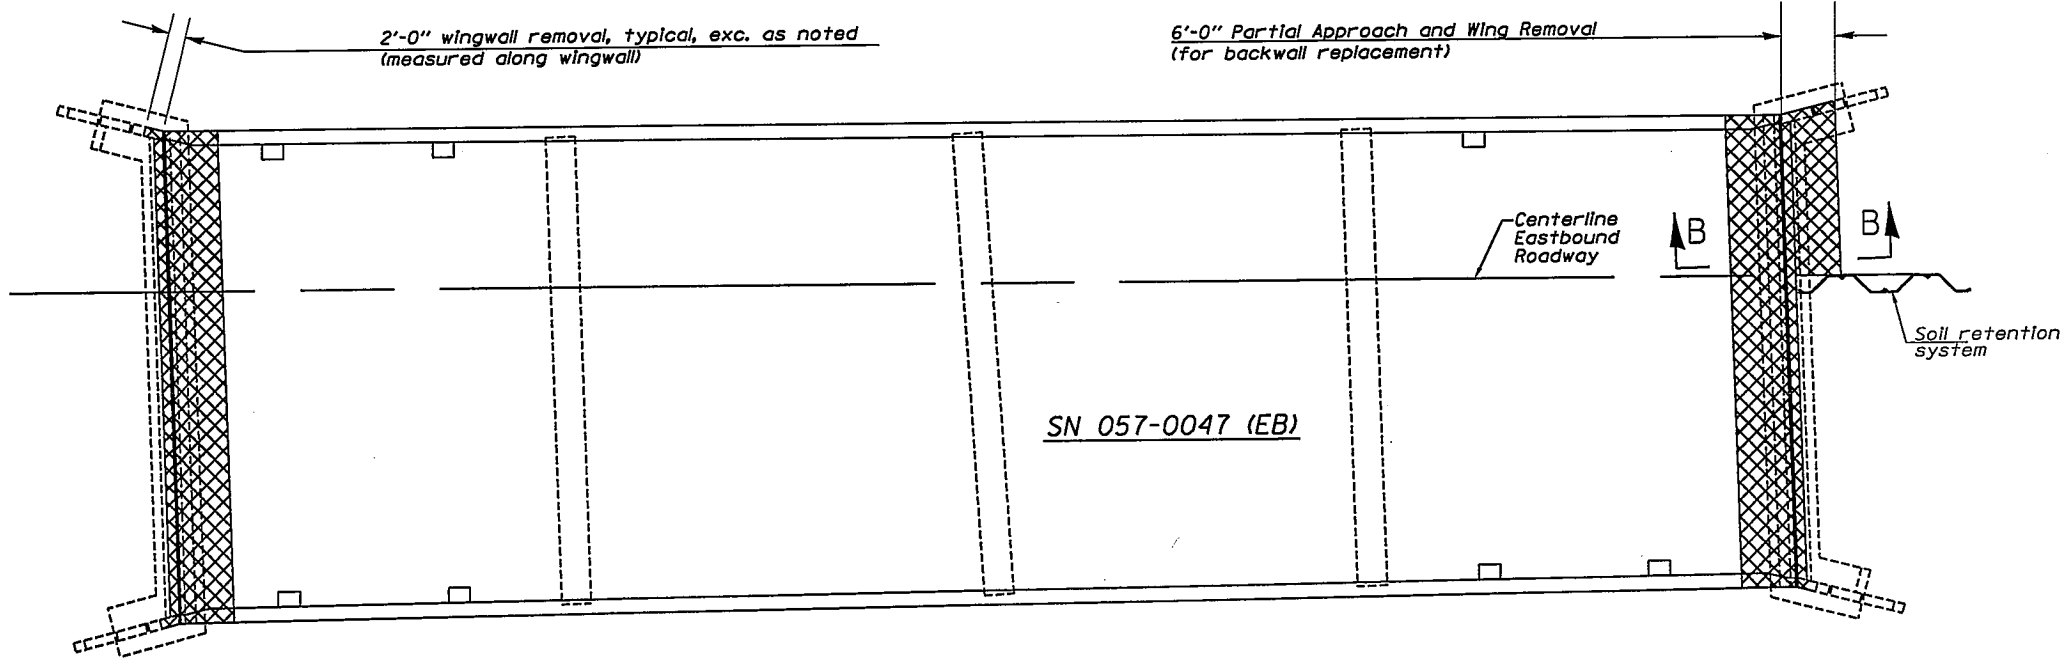 2'-0" wingwall removal, typical, exc. as noted
(measured along wingwall)
6'-0" Partial Approach and Wing Removal
(for backwall replacement)
Centerline
Eastbound
Roadway
B
B
Soil retention
system
SN 057-0047 (EB)